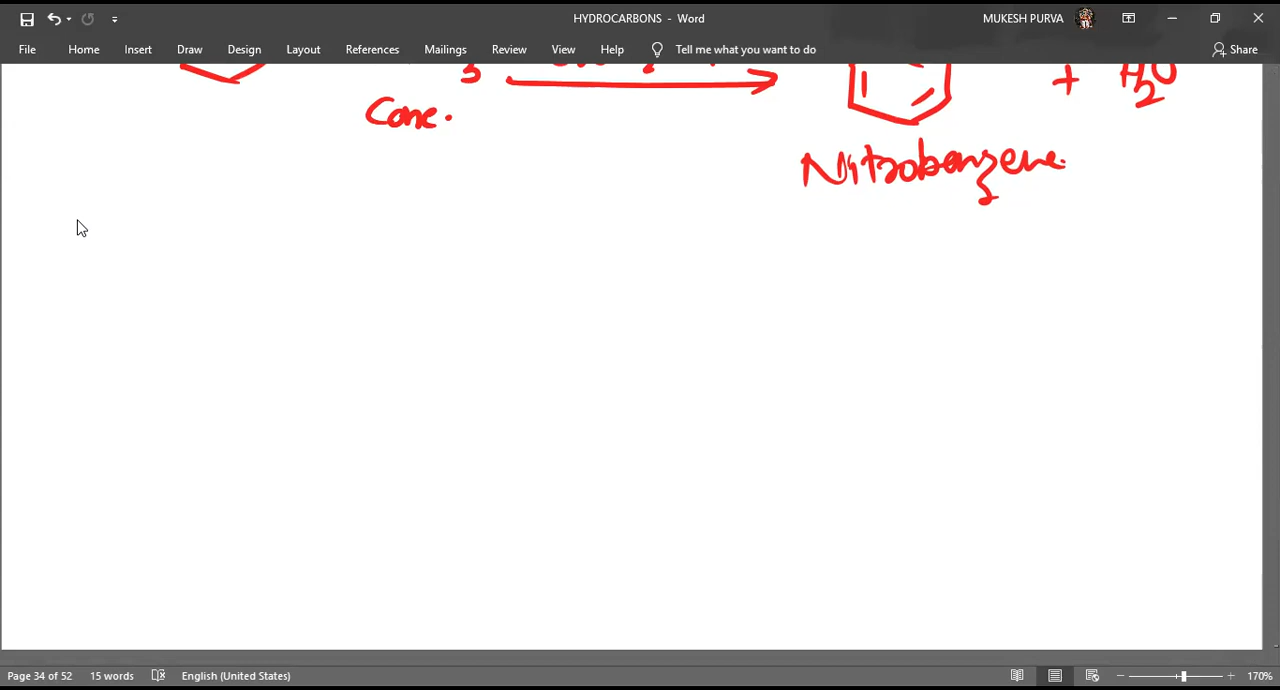 HYDROCARBONS - Word
MUKESH PURVA
File Home Insert Draw Design Layout References Mailings Review View Help Tell me what you want to do Share
3
+ H2O
Conc.
Nitrobenzene
Page 34 of 52 15 words English (United States) 170%